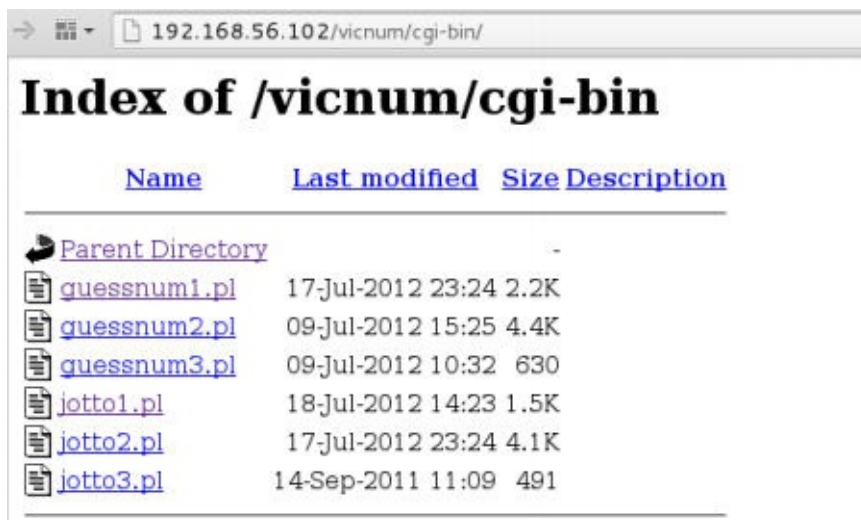 192.168.56.102/vicnum/cgi-bin/
Index of /vicnum/cgi-bin
Name Last modified Size Description
Parent Directory -
guessnum1.pl 17-Jul-2012 23:24 2.2K
guessnum2.pl 09-Jul-2012 15:25 4.4K
guessnum3.pl 09-Jul-2012 10:32 630
jotto1.pl 18-Jul-2012 14:23 1.5K
jotto2.pl 17-Jul-2012 23:24 4.1K
jotto3.pl 14-Sep-2011 11:09 491